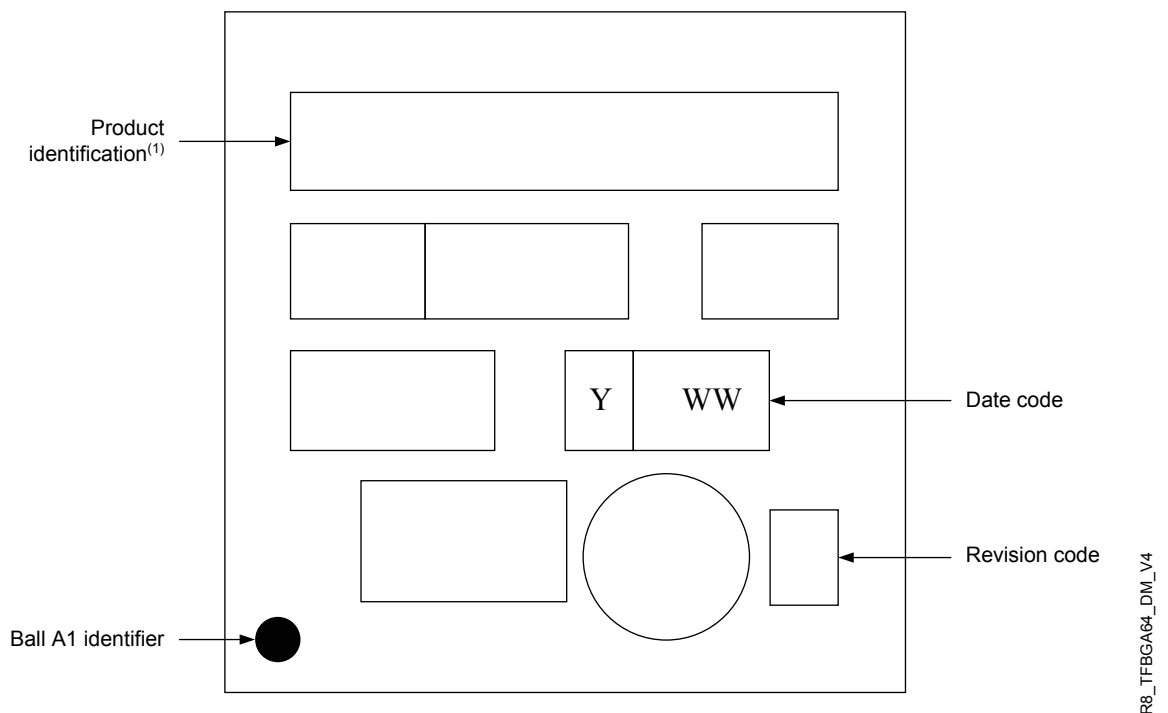 Product
identification(1)
Y WW
Date code
Revision code
Ball A1 identifier
R8_TFBGA64_DM_V4